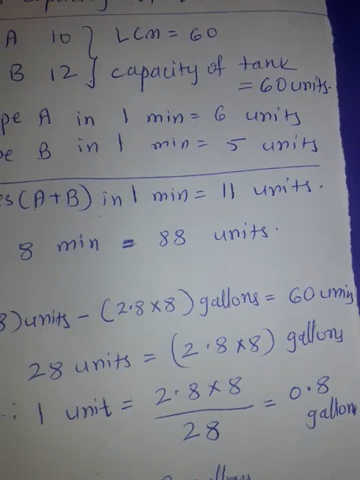 A 10 } LCM = 60
B 12 } capacity of tank
= 60 units.
pe A in 1 min = 6 units
pe B in 1 min = 5 units
es (A+B) in 1 min = 11 units.
8 min = 88 units.
8) units - (2.8×8) gallons = 60 units
28 units = (2.8×8) gallons
∴ 1 unit = 2.8×8 / 28 = 0.8 gallons